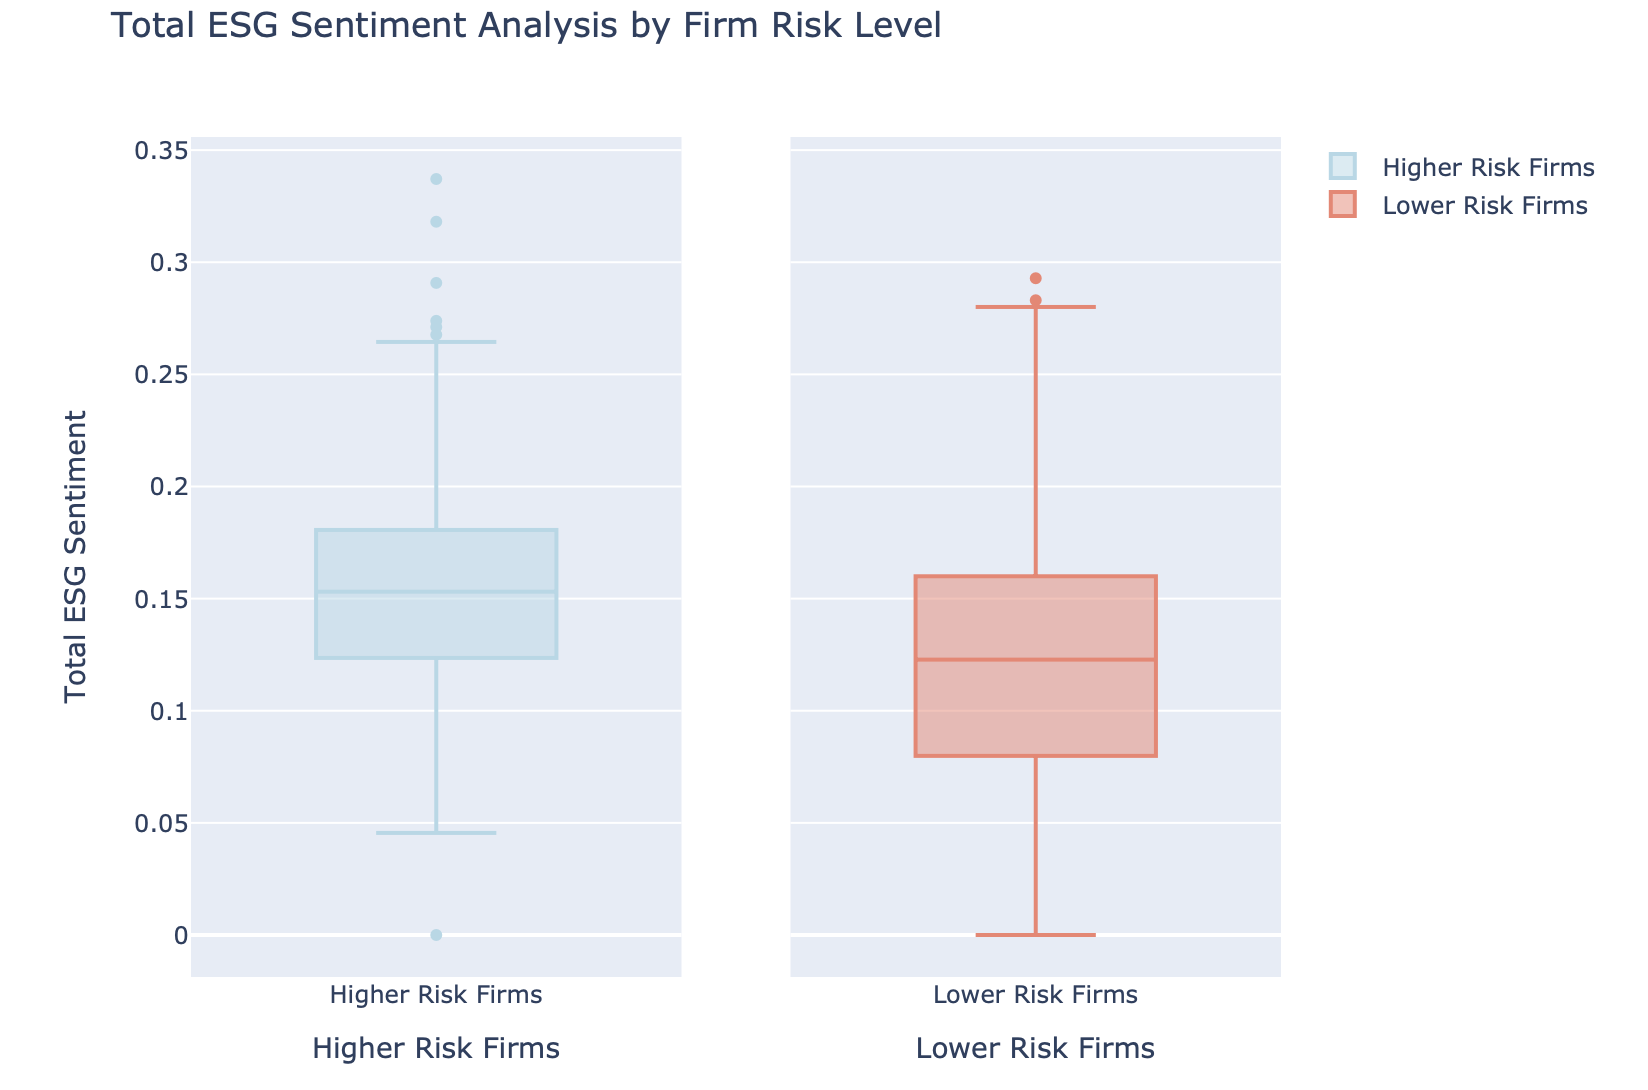 Total ESG Sentiment Analysis by Firm Risk Level
0.35
0.3
0.25
0.2
0.15
0.1
0.05
0
Total ESG Sentiment
Higher Risk Firms
Lower Risk Firms
Higher Risk Firms
Lower Risk Firms
Higher Risk Firms
Lower Risk Firms